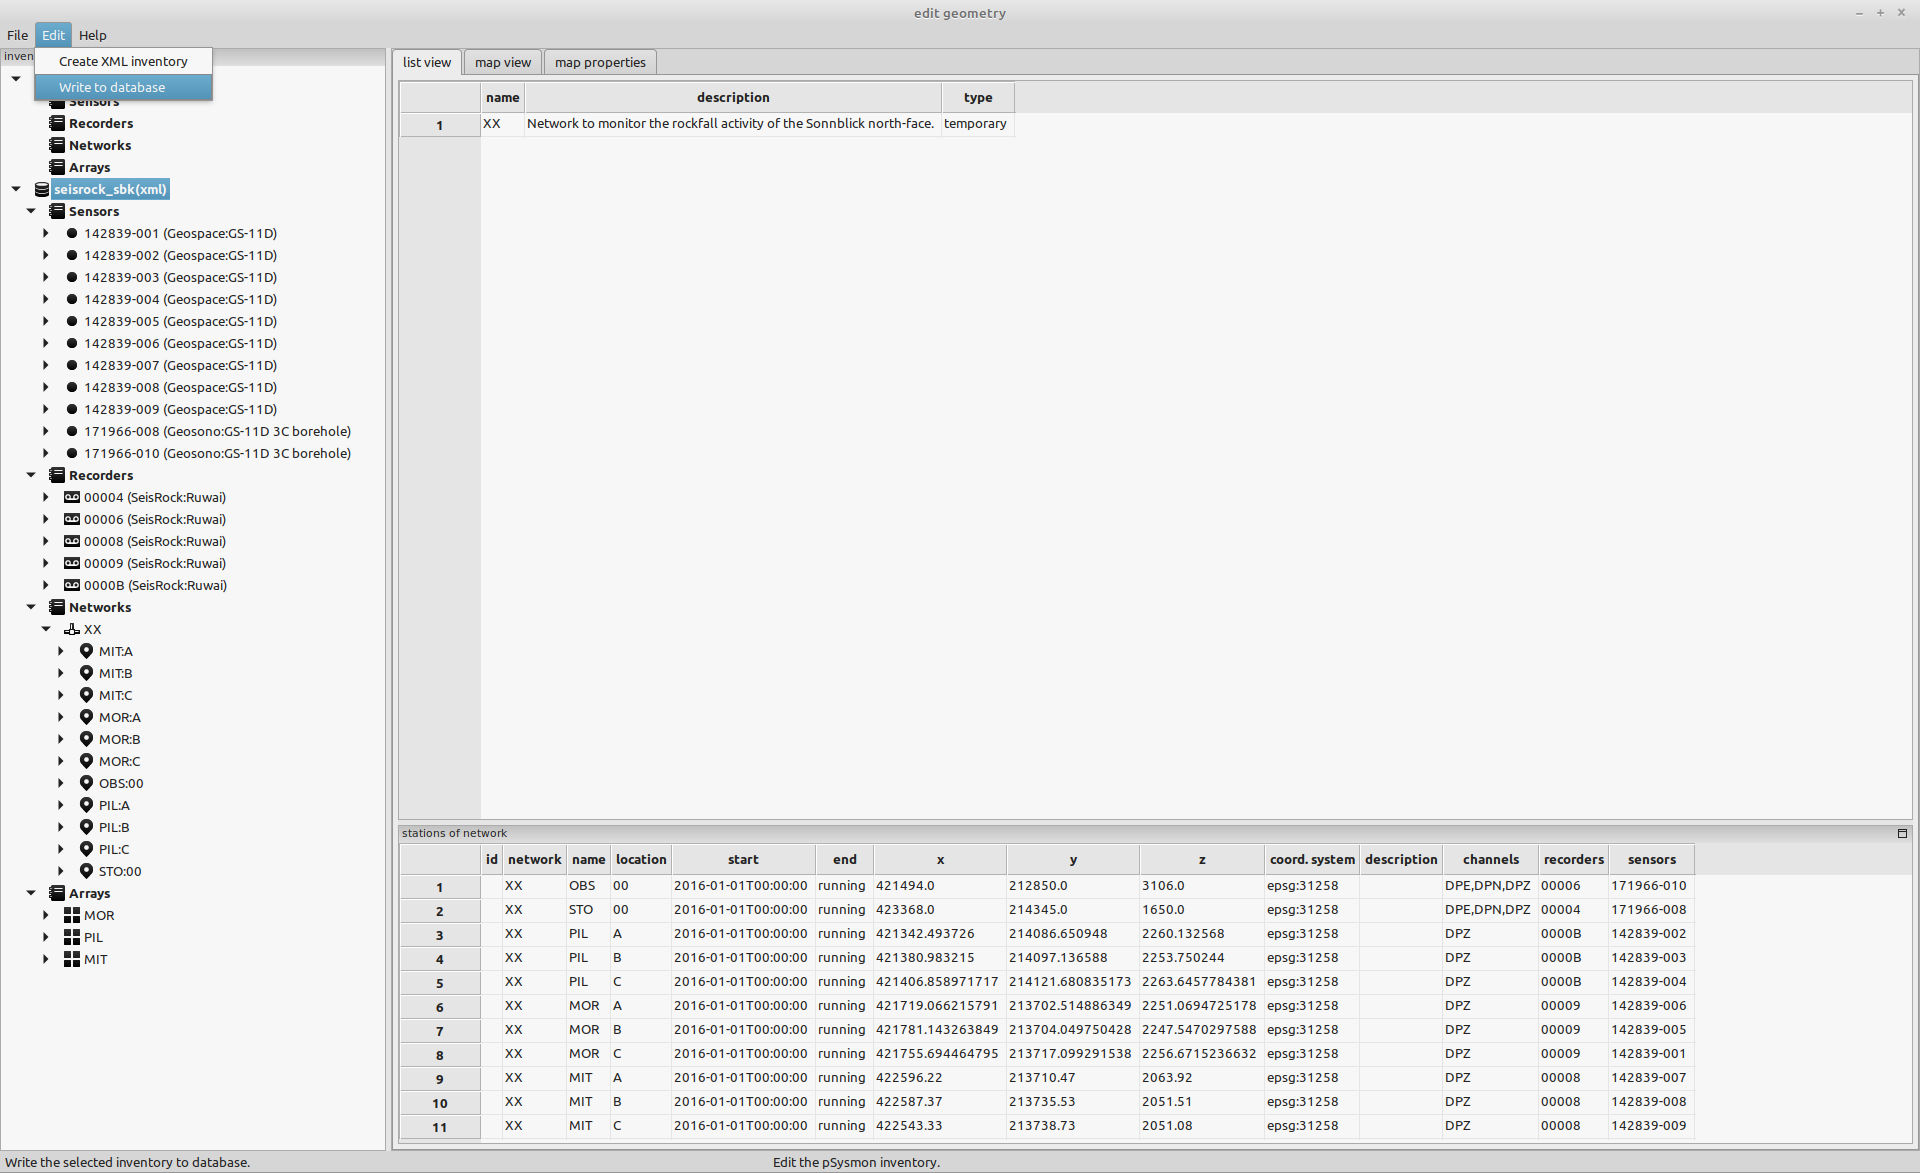 edit geometry
File Edit Help
inven
Create XML inventory
Write to database
Sensors
Recorders
Networks
Arrays
seisrock_sbk(xml)
Sensors
142839-001 (Geospace:GS-11D)
142839-002 (Geospace:GS-11D)
142839-003 (Geospace:GS-11D)
142839-004 (Geospace:GS-11D)
142839-005 (Geospace:GS-11D)
142839-006 (Geospace:GS-11D)
142839-007 (Geospace:GS-11D)
142839-008 (Geospace:GS-11D)
142839-009 (Geospace:GS-11D)
171966-008 (Geosono:GS-11D 3C borehole)
171966-010 (Geosono:GS-11D 3C borehole)
Recorders
00004 (SeisRock:Ruwai)
00006 (SeisRock:Ruwai)
00008 (SeisRock:Ruwai)
00009 (SeisRock:Ruwai)
0000B (SeisRock:Ruwai)
Networks
XX
MIT:A
MIT:B
MIT:C
MOR:A
MOR:B
MOR:C
OBS:00
PIL:A
PIL:B
PIL:C
STO:00
Arrays
MOR
PIL
MIT
list view map view map properties
name description type
1 XX Network to monitor the rockfall activity of the Sonnblick north-face. temporary
stations of network
id network name location start end x y z coord. system description channels recorders sensors
1 XX OBS 00 2016-01-01T00:00:00 running 421494.0 212850.0 3106.0 epsg:31258 DPE,DPN,DPZ 00006 171966-010
2 XX STO 00 2016-01-01T00:00:00 running 423368.0 214345.0 1650.0 epsg:31258 DPE,DPN,DPZ 00004 171966-008
3 XX PIL A 2016-01-01T00:00:00 running 421342.493726 214086.650948 2260.132568 epsg:31258 DPZ 0000B 142839-002
4 XX PIL B 2016-01-01T00:00:00 running 421380.983215 214097.136588 2253.750244 epsg:31258 DPZ 0000B 142839-003
5 XX PIL C 2016-01-01T00:00:00 running 421406.858971717 214121.680835173 2263.6457784381 epsg:31258 DPZ 0000B 142839-004
6 XX MOR A 2016-01-01T00:00:00 running 421719.066215791 213702.514886349 2251.0694725178 epsg:31258 DPZ 00009 142839-006
7 XX MOR B 2016-01-01T00:00:00 running 421781.143263849 213704.049750428 2247.5470297588 epsg:31258 DPZ 00009 142839-005
8 XX MOR C 2016-01-01T00:00:00 running 421755.694464795 213717.099291538 2256.6715236632 epsg:31258 DPZ 00009 142839-001
9 XX MIT A 2016-01-01T00:00:00 running 422596.22 213710.47 2063.92 epsg:31258 DPZ 00008 142839-007
10 XX MIT B 2016-01-01T00:00:00 running 422587.37 213735.53 2051.51 epsg:31258 DPZ 00008 142839-008
11 XX MIT C 2016-01-01T00:00:00 running 422543.33 213738.73 2051.08 epsg:31258 DPZ 00008 142839-009
Write the selected inventory to database. Edit the pSysmon inventory.